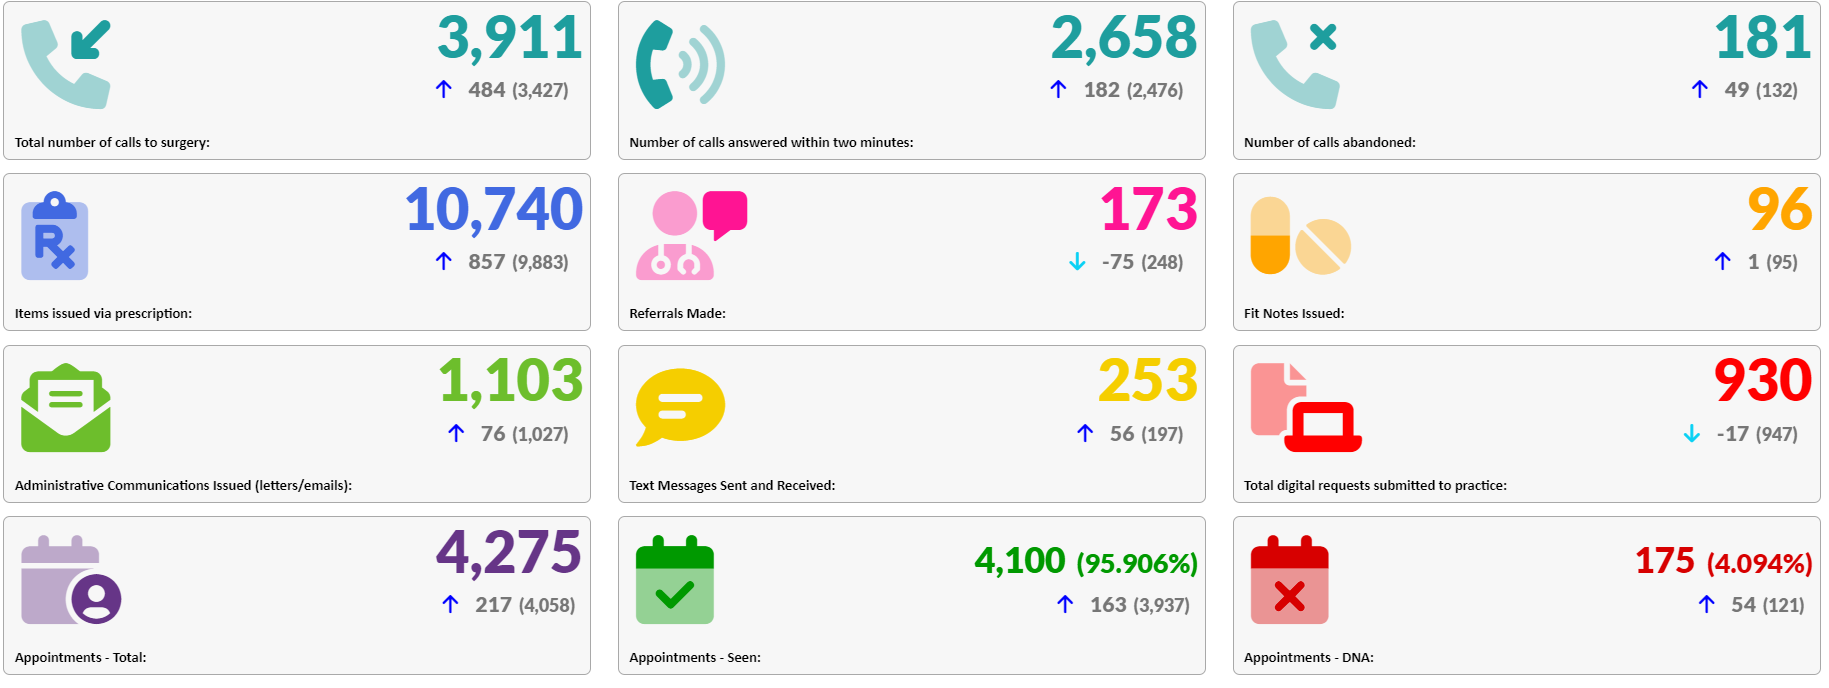 3,911
484 (3,427)
Total number of calls to surgery:
2,658
182 (2,476)
Number of calls answered within two minutes:
181
49 (132)
Number of calls abandoned:
Rx
10,740
857 (9,883)
Items issued via prescription:
173
-75 (248)
Referrals Made:
96
1 (95)
Fit Notes Issued:
1,103
76 (1,027)
Administrative Communications Issued (letters/emails):
253
56 (197)
Text Messages Sent and Received:
930
-17 (947)
Total digital requests submitted to practice:
4,275
217 (4,058)
Appointments - Total:
4,100 (95.906%)
163 (3,937)
Appointments - Seen:
175 (4.094%)
54 (121)
Appointments - DNA: